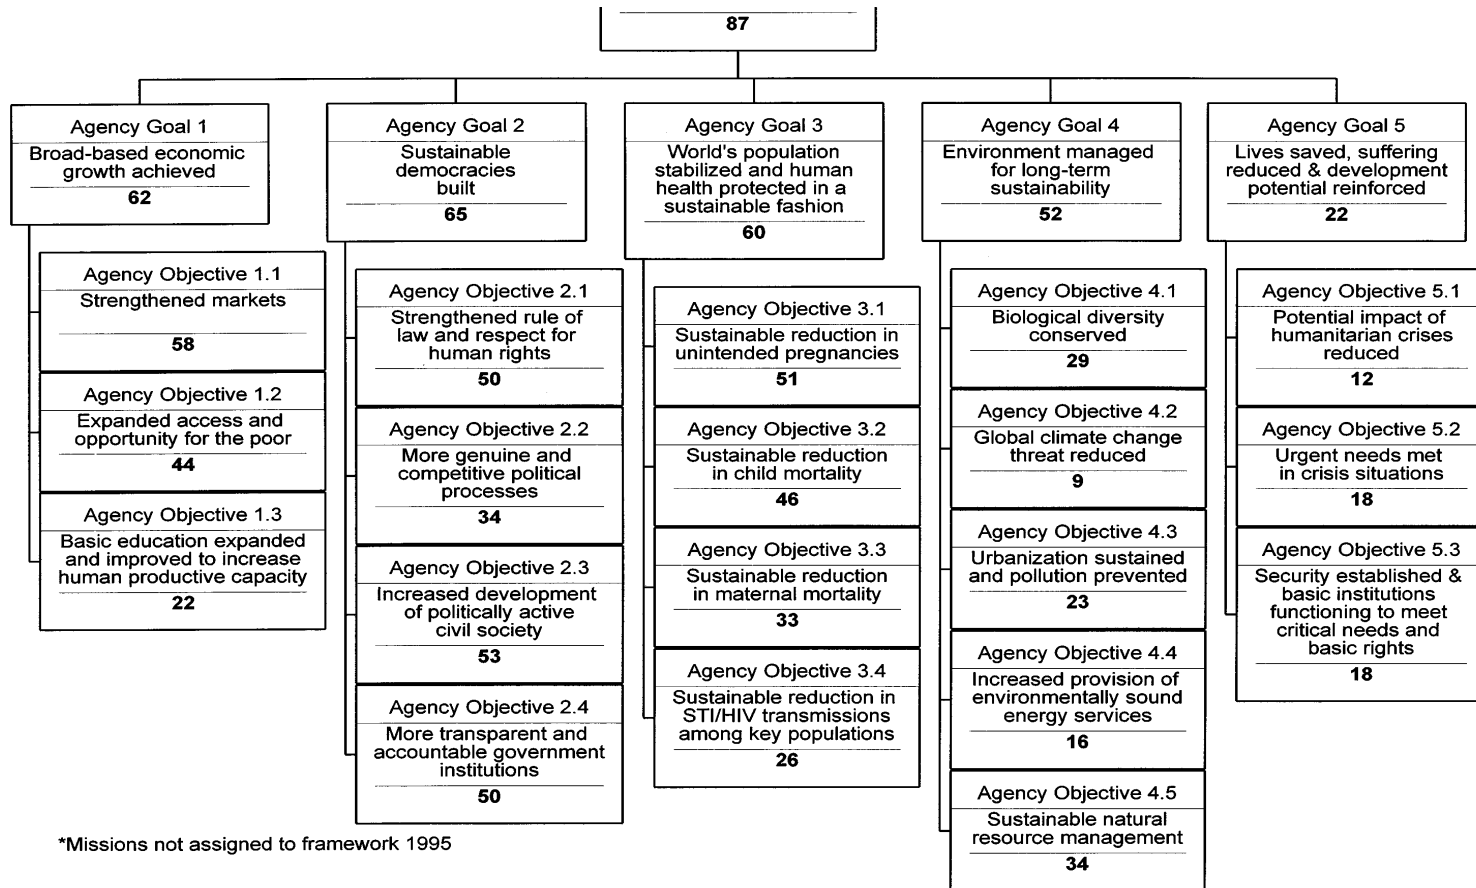 87
Agency Goal 1
Broad-based economic
growth achieved
62
Agency Objective 1.1
Strengthened markets
58
Agency Objective 1.2
Expanded access and
opportunity for the poor
44
Agency Objective 1.3
Basic education expanded
and improved to increase
human productive capacity
22
Agency Goal 2
Sustainable
democracies
built
65
Agency Objective 2.1
Strengthened rule of
law and respect for
human rights
50
Agency Objective 2.2
More genuine and
competitive political
processes
34
Agency Objective 2.3
Increased development
of politically active
civil society
53
Agency Objective 2.4
More transparent and
accountable government
institutions
50
Agency Goal 3
World's population
stabilized and human
health protected in a
sustainable fashion
60
Agency Objective 3.1
Sustainable reduction in
unintended pregnancies
51
Agency Objective 3.2
Sustainable reduction
in child mortality
46
Agency Objective 3.3
Sustainable reduction
in maternal mortality
33
Agency Objective 3.4
Sustainable reduction in
STI/HIV transmissions
among key populations
26
Agency Goal 4
Environment managed
for long-term
sustainability
52
Agency Objective 4.1
Biological diversity
conserved
29
Agency Objective 4.2
Global climate change
threat reduced
9
Agency Objective 4.3
Urbanization sustained
and pollution prevented
23
Agency Objective 4.4
Increased provision of
environmentally sound
energy services
16
Agency Objective 4.5
Sustainable natural
resource management
34
Agency Goal 5
Lives saved, suffering
reduced & development
potential reinforced
22
Agency Objective 5.1
Potential impact of
humanitarian crises
reduced
12
Agency Objective 5.2
Urgent needs met
in crisis situations
18
Agency Objective 5.3
Security established &
basic institutions
functioning to meet
critical needs and
basic rights
18
*Missions not assigned to framework 1995